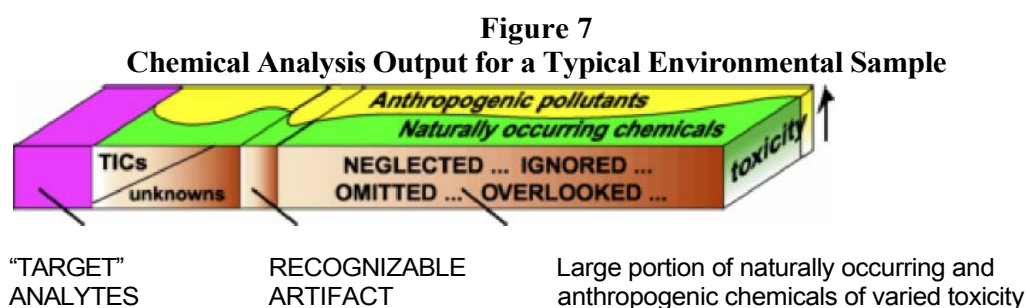 Figure 7
Chemical Analysis Output for a Typical Environmental Sample
Anthropogenic pollutants
Naturally occurring chemicals
toxicity
TICs
unknowns
NEGLECTED ... IGNORED ...
OMITTED ... OVERLOOKED ...
“TARGET”
ANALYTES
RECOGNIZABLE
ARTIFACT
Large portion of naturally occurring and
anthropogenic chemicals of varied toxicity